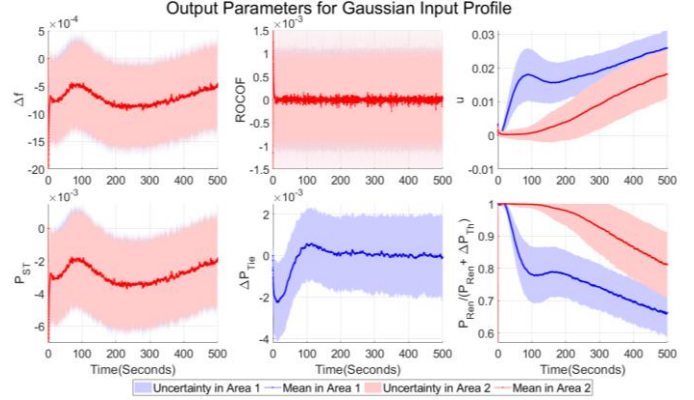 Output Parameters for Gaussian Input Profile
×10⁻⁴
5
0
-5
-10
-15
-20
Δf
0 100 200 300 400 500
×10⁻³
1.5
1
0.5
0
-0.5
-1
-1.5
ROCOF
0 100 200 300 400 500
0.03
0.02
0.01
0
-0.01
u
0 100 200 300 400 500
×10⁻³
0
-2
-4
-6
P_ST
0 100 200 300 400 500
Time(Seconds)
×10⁻³
2
0
-2
-4
ΔP_Tie
0 100 200 300 400 500
Time(Seconds)
1
0.9
0.8
0.7
0.6
P_Ren/(P_Ren + ΔP_Th)
0 100 200 300 400 500
Time(Seconds)
Uncertainty in Area 1 Mean in Area 1 Uncertainty in Area 2 Mean in Area 2